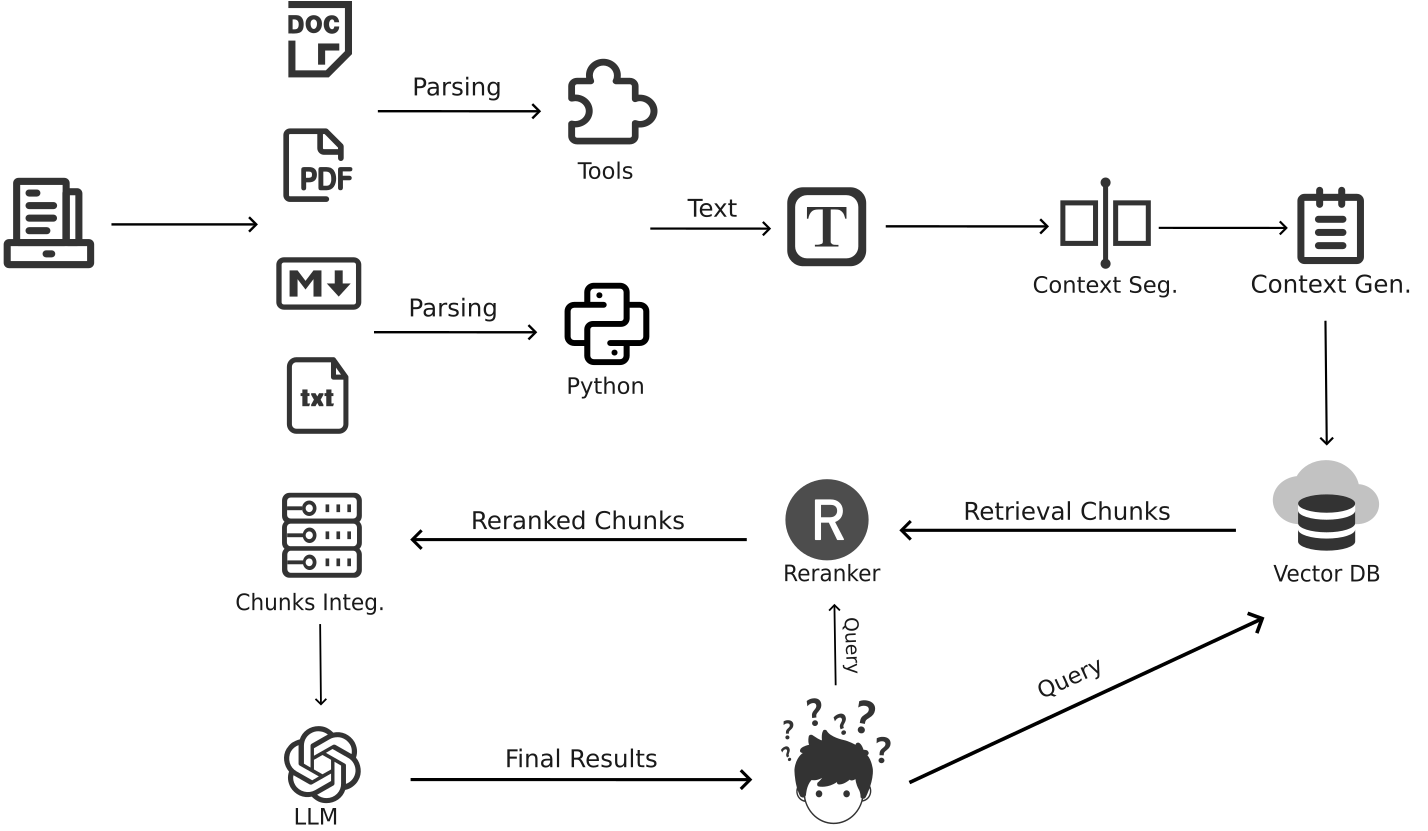 DOC
Parsing
Tools
PDF
Text
T
M
Context Seg.
Context Gen.
Parsing
Python
txt
Retrieval Chunks
Reranked Chunks
R
Reranker
Vector DB
Chunks Integ.
Query
Query
? ? ? ? ? ?
Final Results
LLM